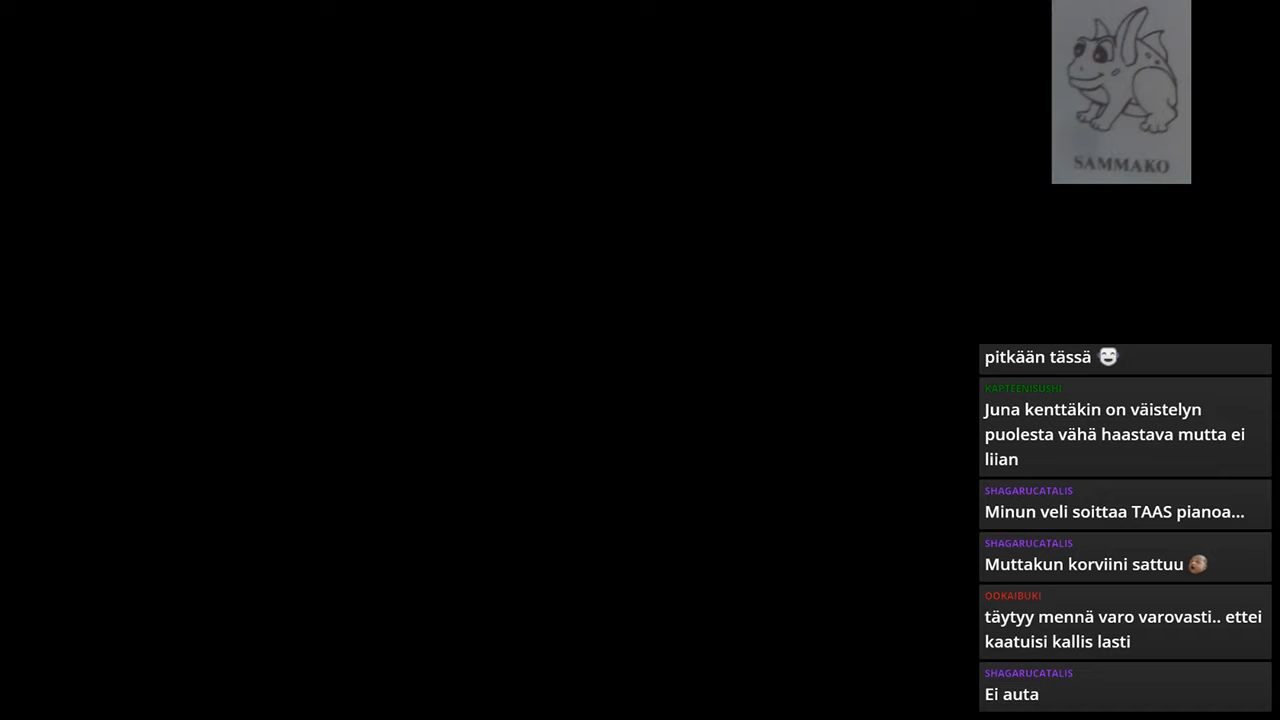 SAMMAKO
pitkään tässä
KAPTEENISUSHI
Juna kenttäkin on väistelyn
puolesta vähä haastava mutta ei
liian
SHAGARUCATALIS
Minun veli soittaa TAAS pianoa...
SHAGARUCATALIS
Muttakun korviini sattuu
OOKAIBUKI
täytyy mennä varo varovasti.. ettei
kaatuisi kallis lasti
SHAGARUCATALIS
Ei auta